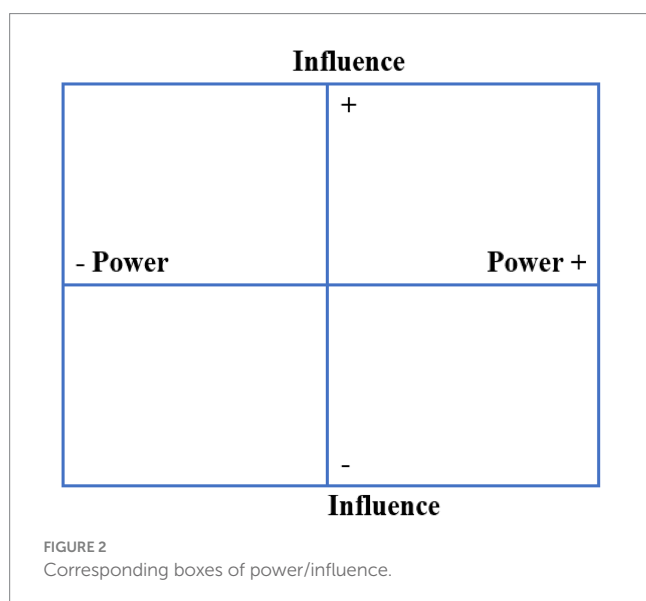 Influence
+
- Power
Power +
-
Influence
FIGURE 2
Corresponding boxes of power/influence.